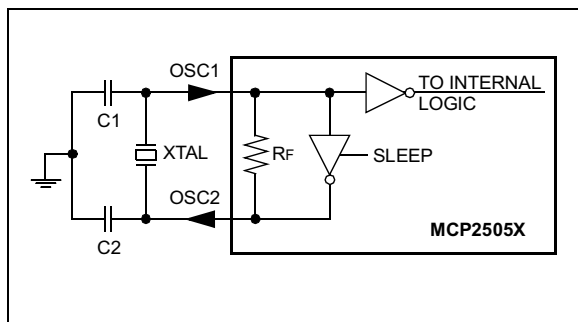 OSC1
TO INTERNAL
LOGIC
C1
XTAL
RF
SLEEP
OSC2
C2
MCP2505X